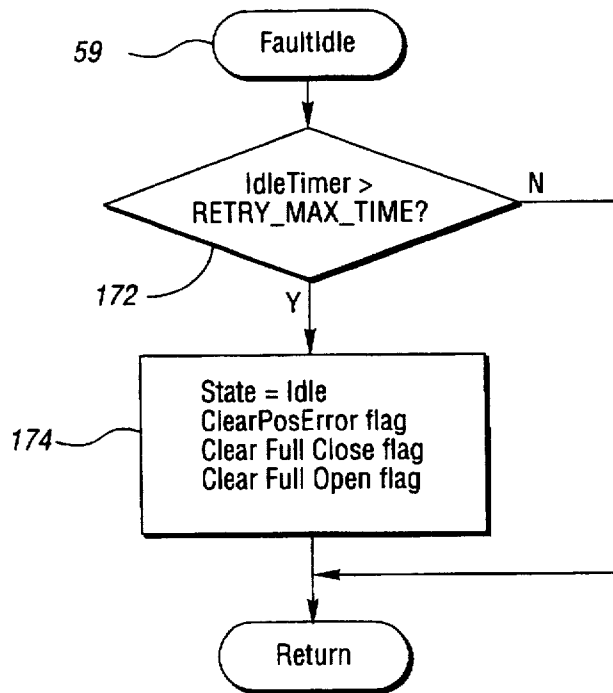 59
FaultIdle
IdleTimer >
RETRY_MAX_TIME?
N
172
Y
State = Idle
ClearPosError flag
Clear Full Close flag
Clear Full Open flag
174
Return